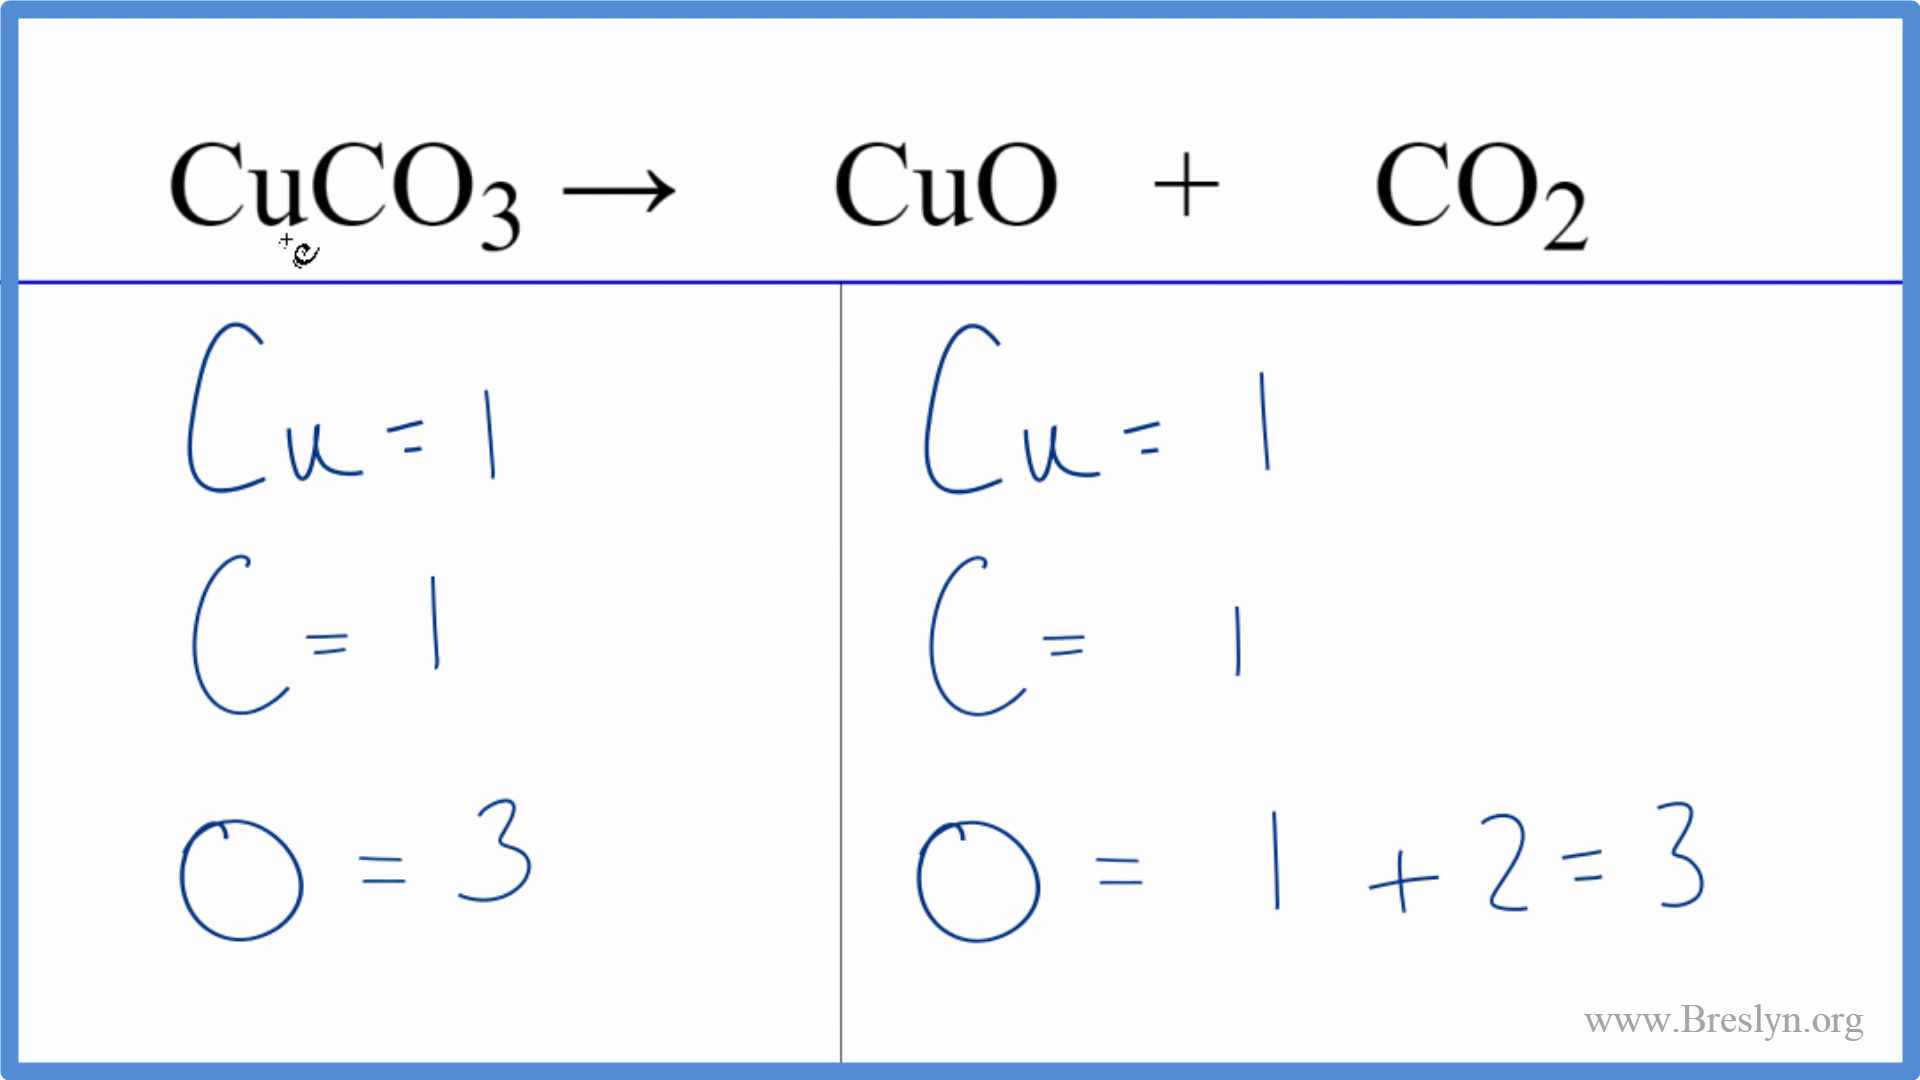 CuCO₃ → CuO + CO₂
Cu = 1
Cu = 1
C = 1
C = 1
O = 3
O = 1 + 2 = 3
www.Breslyn.org